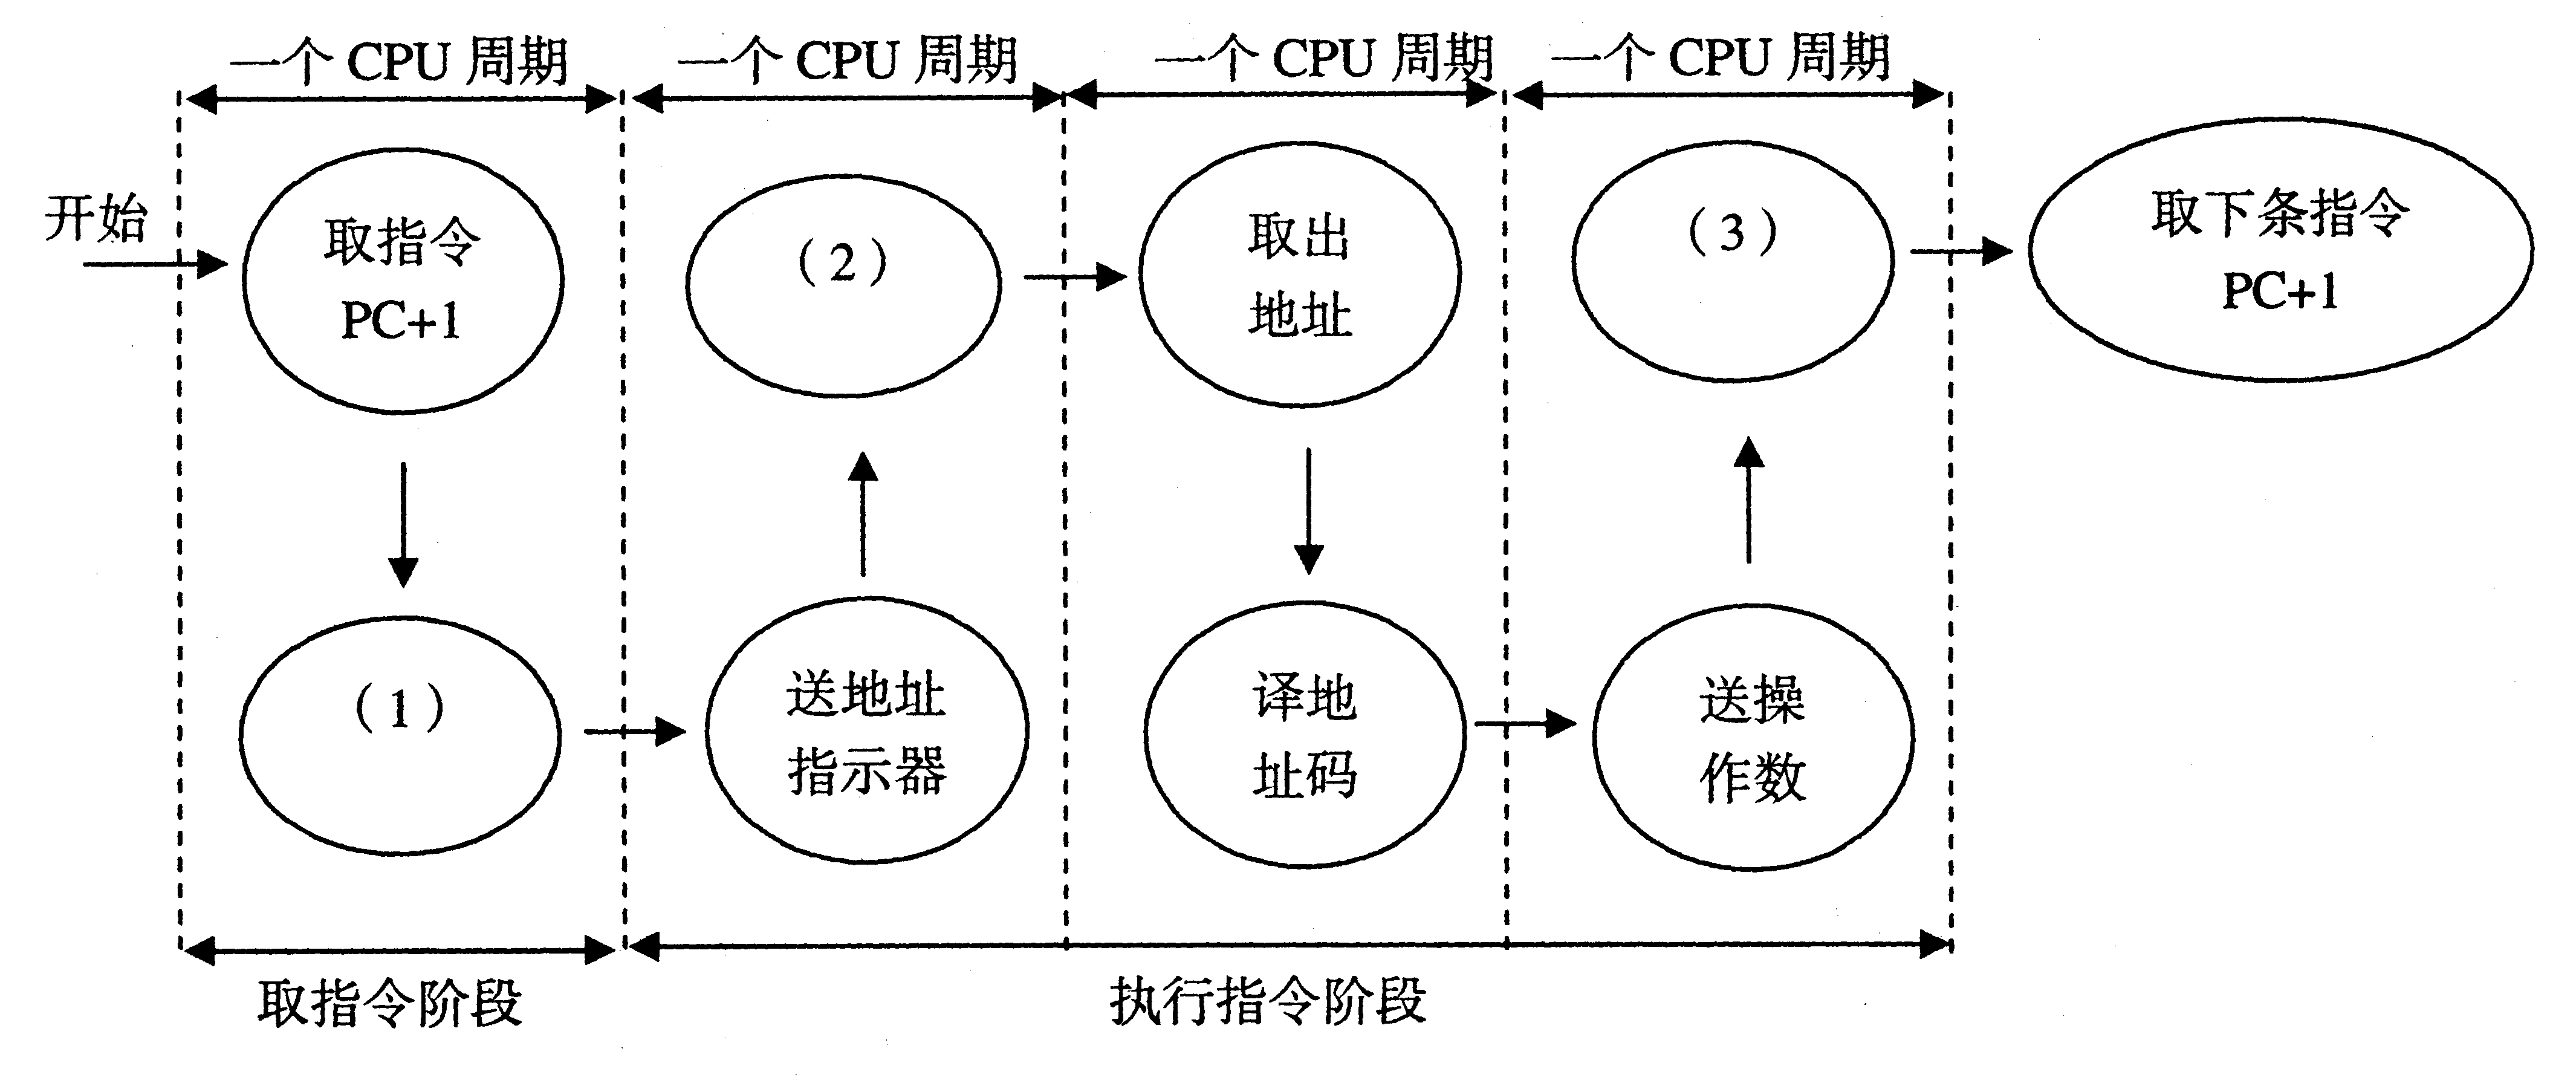 一个 CPU 周期
一个 CPU 周期
一个 CPU 周期
一个 CPU 周期
开始
取指令
PC+1
（2）
取出
地址
（3）
取下条指令
PC+1
（1）
送地址
指示器
译地
址码
送操
作数
取指令阶段
执行指令阶段